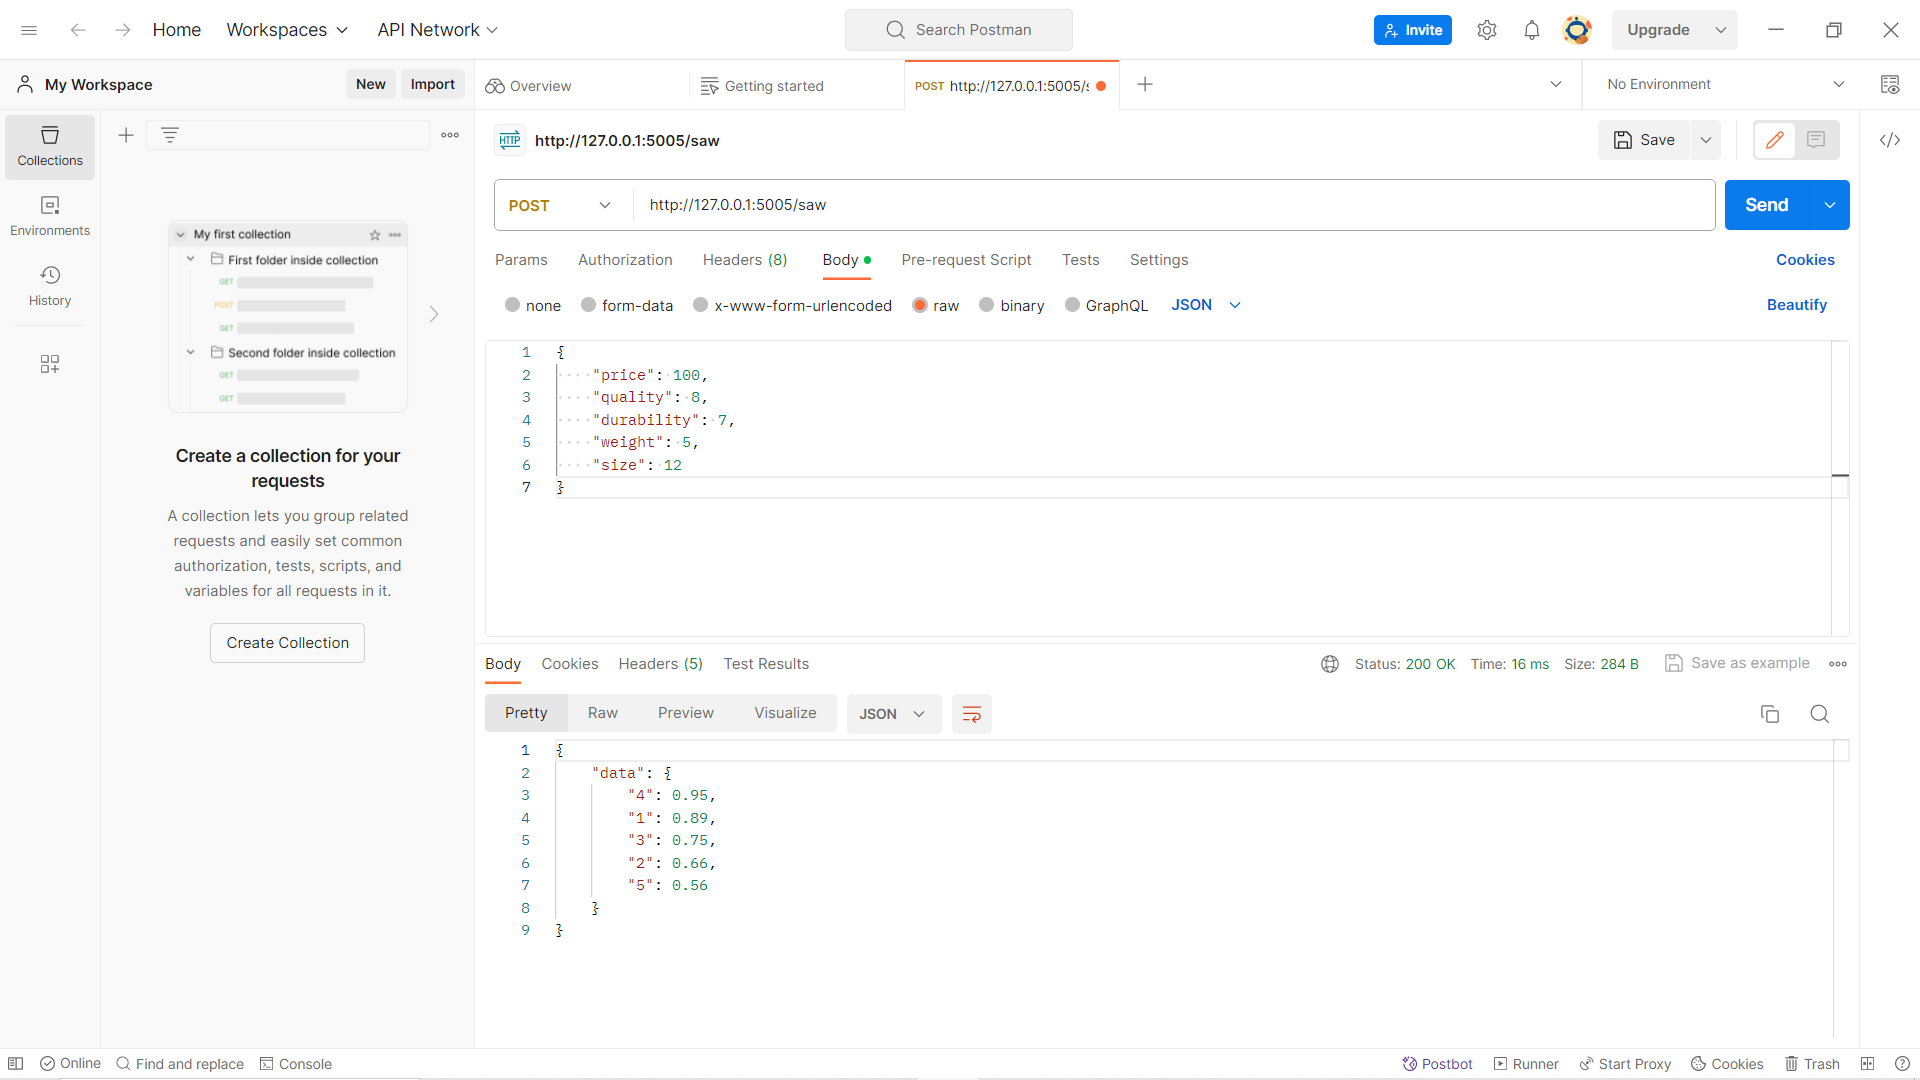 Home Workspaces API Network Search Postman Invite Upgrade
My Workspace New Import Overview Getting started POST http://127.0.0.1:5005/s No Environment
Collections
Environments
History
My first collection
First folder inside collection
GET
POST
GET
Second folder inside collection
GET
GET
Create a collection for your
requests
A collection lets you group related
requests and easily set common
authorization, tests, scripts, and
variables for all requests in it.
Create Collection
HTTP http://127.0.0.1:5005/saw Save
POST http://127.0.0.1:5005/saw Send
Params Authorization Headers (8) Body Pre-request Script Tests Settings Cookies
none form-data x-www-form-urlencoded raw binary GraphQL JSON Beautify
1 {
2 "price": 100,
3 "quality": 8,
4 "durability": 7,
5 "weight": 5,
6 "size": 12
7 }
Body Cookies Headers (5) Test Results Status: 200 OK Time: 16 ms Size: 284 B Save as example
Pretty Raw Preview Visualize JSON
1 {
2 "data": {
3 "4": 0.95,
4 "1": 0.89,
5 "3": 0.75,
6 "2": 0.66,
7 "5": 0.56
8 }
9 }
Online Find and replace Console Postbot Runner Start Proxy Cookies Trash